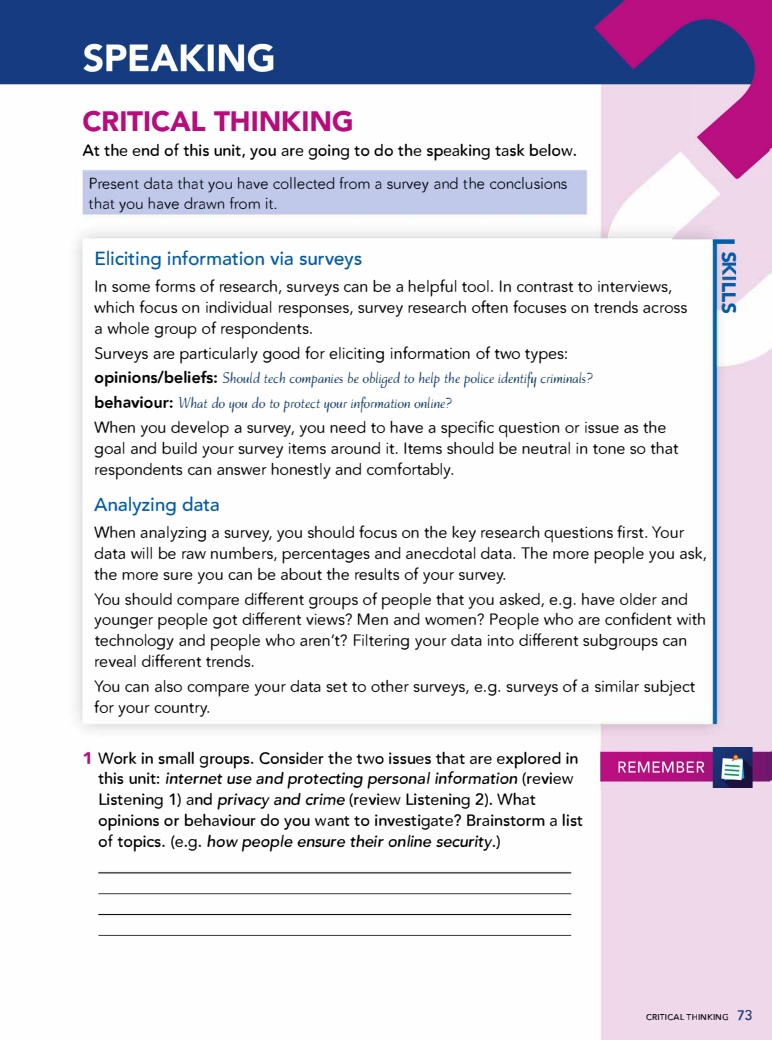 SPEAKING
CRITICAL THINKING
At the end of this unit, you are going to do the speaking task below.
Present data that you have collected from a survey and the conclusions
that you have drawn from it.
SKILLS
Eliciting information via surveys
In some forms of research, surveys can be a helpful tool. In contrast to interviews,
which focus on individual responses, survey research often focuses on trends across
a whole group of respondents.
Surveys are particularly good for eliciting information of two types:
opinions/beliefs: Should tech companies be obliged to help the police identify criminals?
behaviour: What do you do to protect your information online?
When you develop a survey, you need to have a specific question or issue as the
goal and build your survey items around it. Items should be neutral in tone so that
respondents can answer honestly and comfortably.
Analyzing data
When analyzing a survey, you should focus on the key research questions first. Your
data will be raw numbers, percentages and anecdotal data. The more people you ask,
the more sure you can be about the results of your survey.
You should compare different groups of people that you asked, e.g. have older and
younger people got different views? Men and women? People who are confident with
technology and people who aren't? Filtering your data into different subgroups can
reveal different trends.
You can also compare your data set to other surveys, e.g. surveys of a similar subject
for your country.
1 Work in small groups. Consider the two issues that are explored in
this unit: internet use and protecting personal information (review
Listening 1) and privacy and crime (review Listening 2). What
opinions or behaviour do you want to investigate? Brainstorm a list
of topics. (e.g. how people ensure their online security.)
REMEMBER
CRITICAL THINKING 73